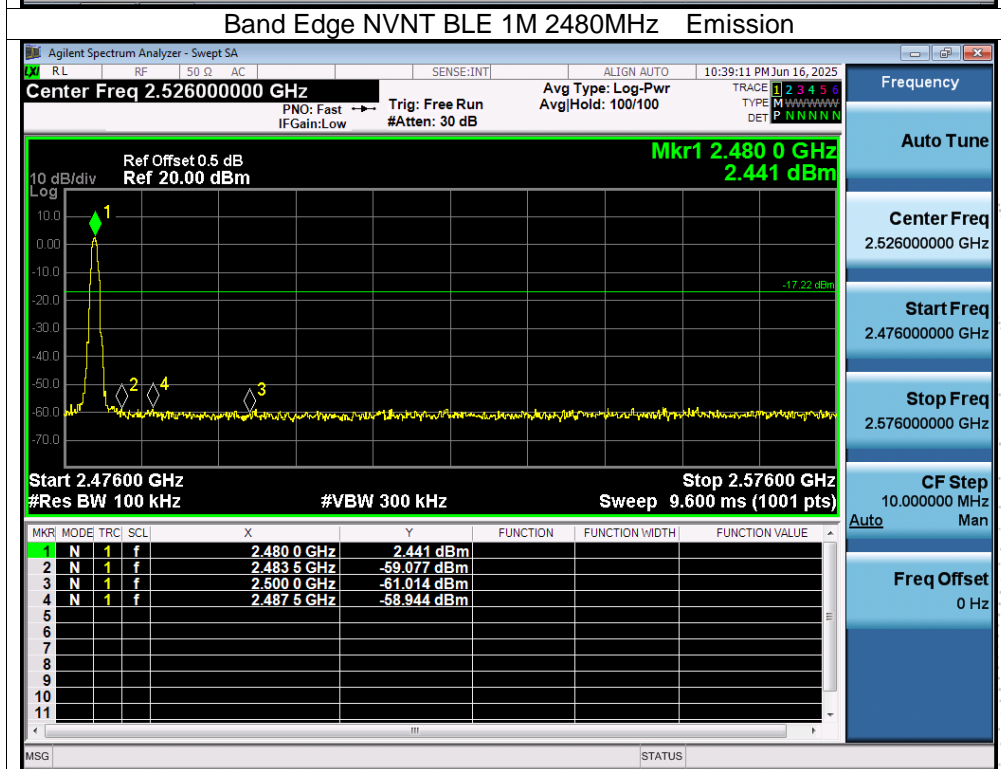 Band Edge NVNT BLE 1M 2480MHz Emission
Agilent Spectrum Analyzer - Swept SA
LXI RL RF 50 Ω AC SENSE:INT ALIGN AUTO 10:39:11 PM Jun 16, 2025
Center Freq 2.526000000 GHz
PNO: Fast
IFGain:Low
Trig: Free Run
#Atten: 30 dB
Avg Type: Log-Pwr
Avg|Hold: 100/100
TRACE 1 2 3 4 5 6
TYPE M WWWWW
DET P N N N N N
Frequency
Auto Tune
Center Freq
2.526000000 GHz
Start Freq
2.476000000 GHz
Stop Freq
2.576000000 GHz
CF Step
10.000000 MHz
Auto Man
Freq Offset
0 Hz
Mkr1 2.480 0 GHz
2.441 dBm
Ref Offset 0.5 dB
10 dB/div Ref 20.00 dBm
Log
10.0
0.00
-10.0
-20.0
-30.0
-40.0
-50.0
-60.0
-70.0
1
-17.22 dBm
2
4
3
Start 2.47600 GHz Stop 2.57600 GHz
#Res BW 100 kHz #VBW 300 kHz Sweep 9.600 ms (1001 pts)
MKR MODE TRC SCL X Y FUNCTION FUNCTION WIDTH FUNCTION VALUE
1 N 1 f 2.480 0 GHz 2.441 dBm
2 N 1 f 2.483 5 GHz -59.077 dBm
3 N 1 f 2.500 0 GHz -61.014 dBm
4 N 1 f 2.487 5 GHz -58.944 dBm
5
6
7
8
9
10
11
MSG STATUS